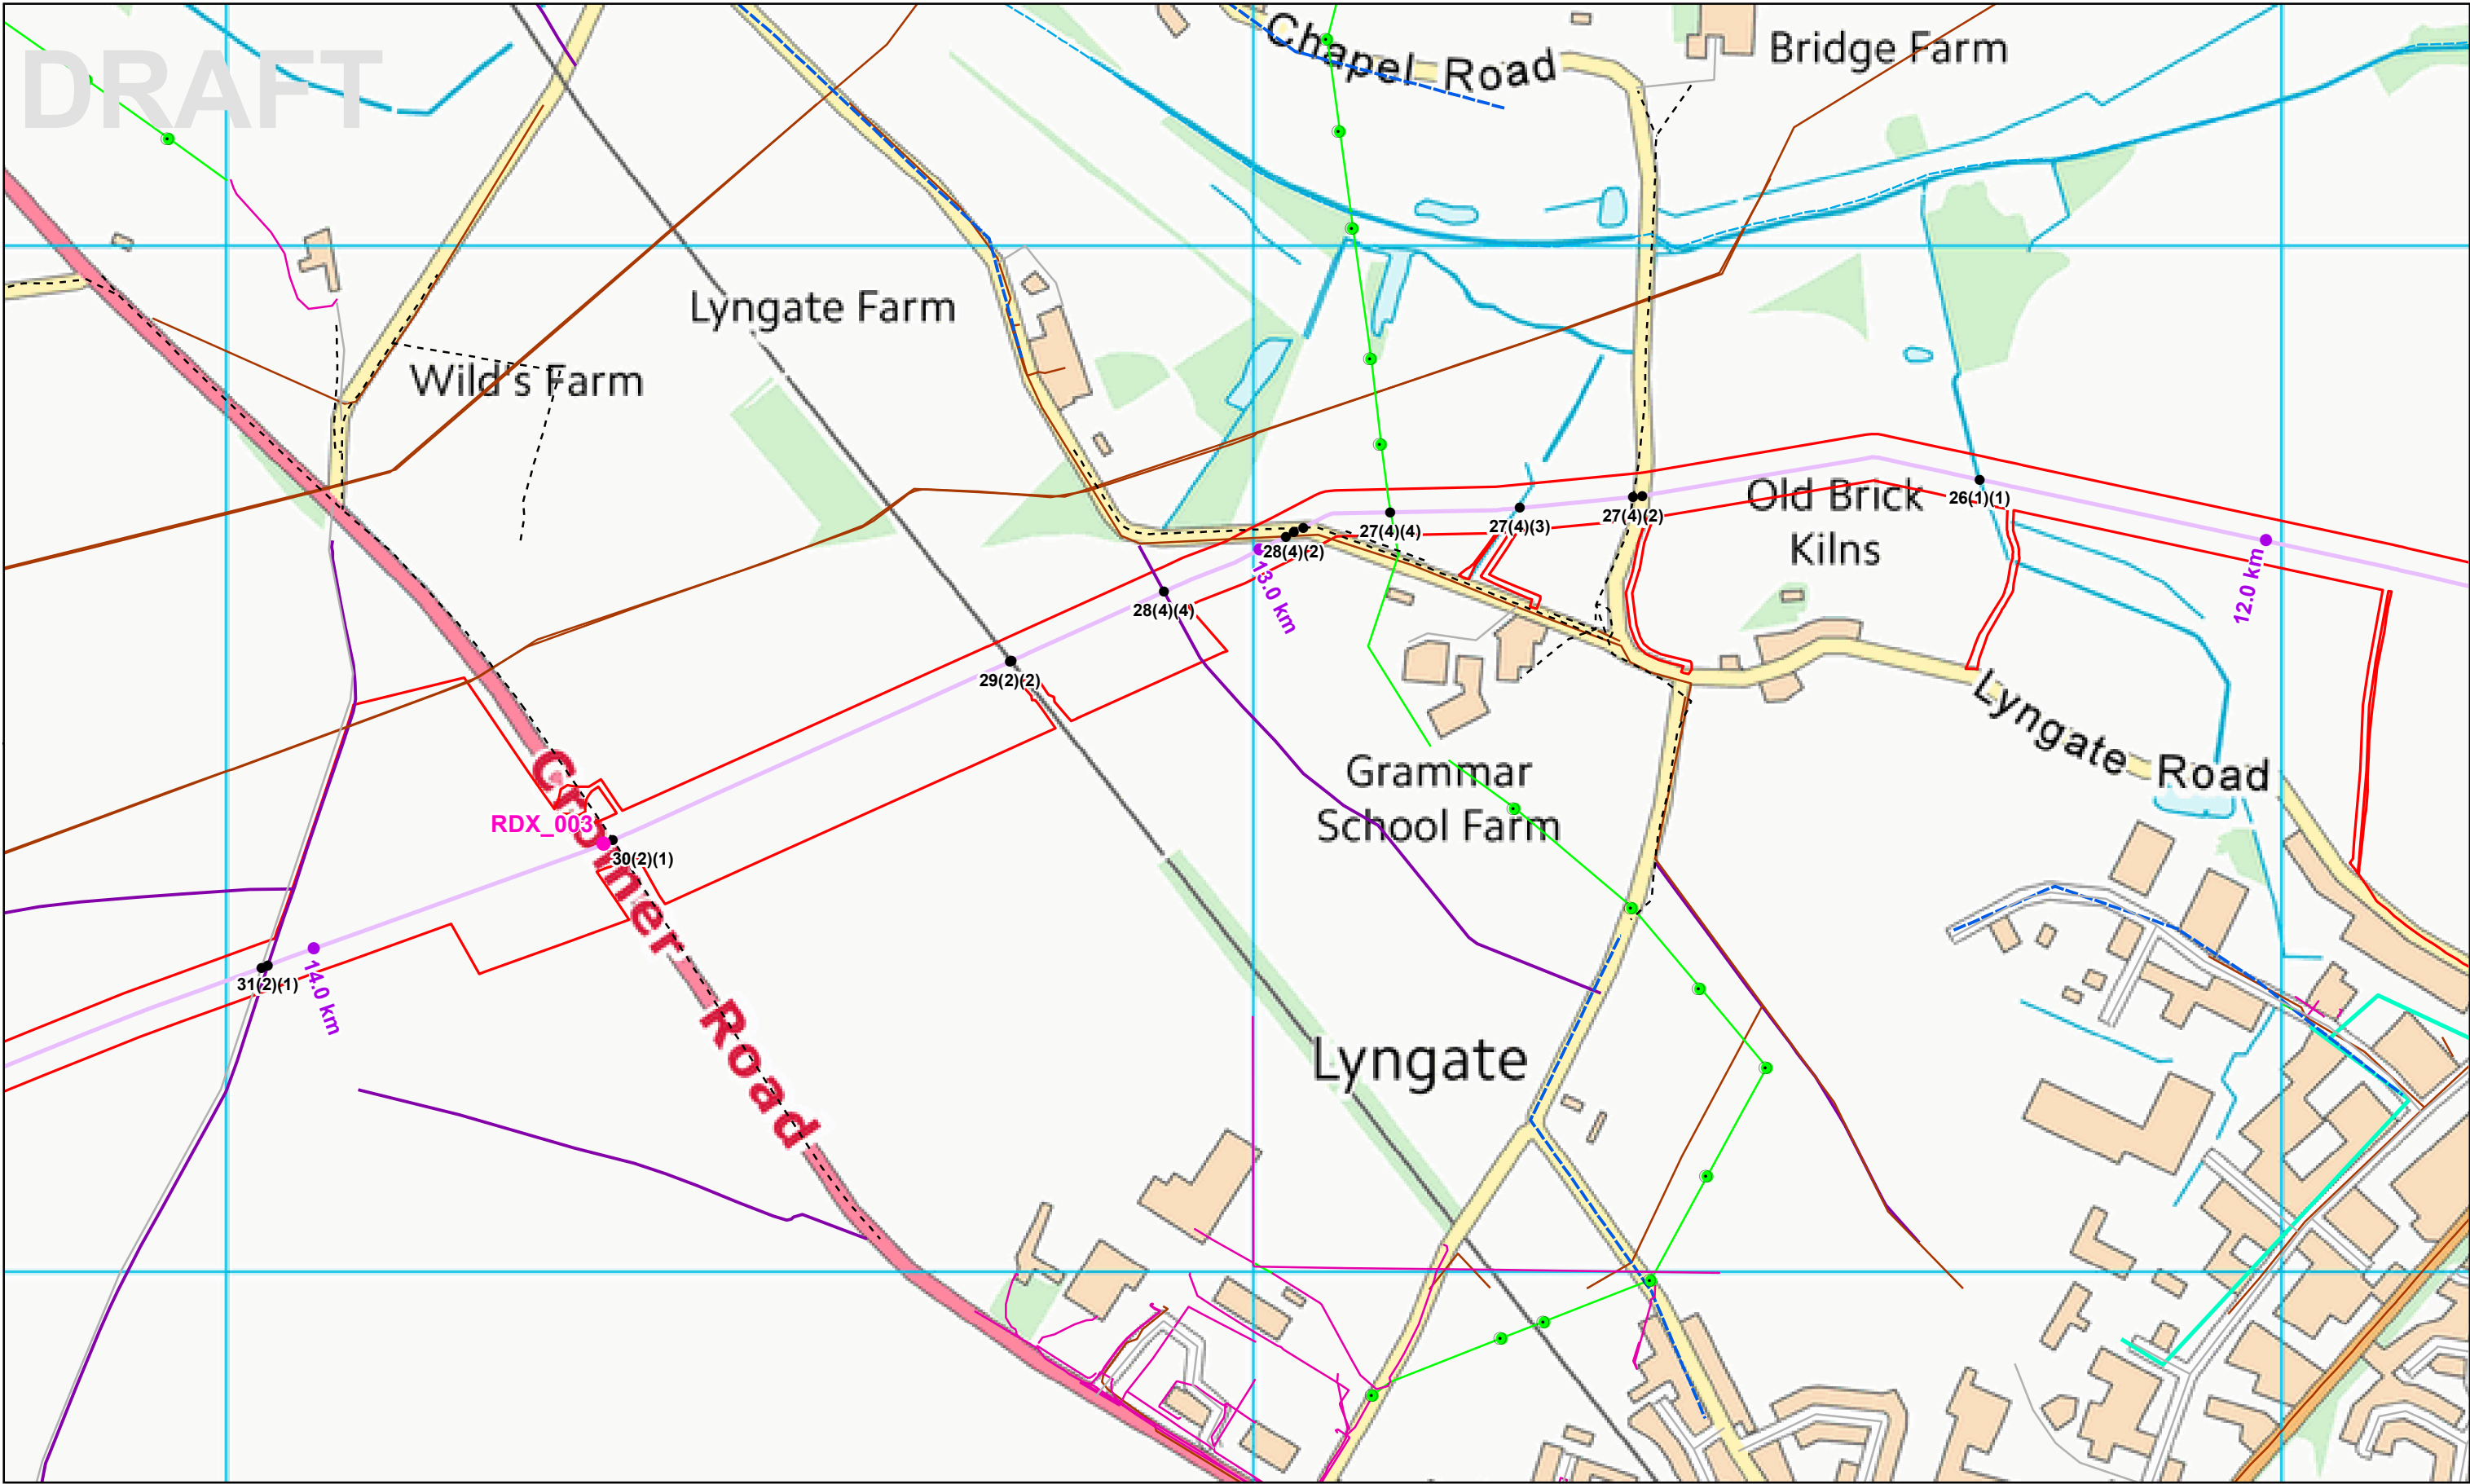 DRAFT
Chapel Road
Bridge Farm
Lyngate Farm
Wild's Farm
Old Brick
Kilns
26(1)(1)
27(4)(2)
27(4)(3)
27(4)(4)
28(4)(2)
12.0 km
13.0 km
28(4)(4)
29(2)(2)
Lyngate Road
Grammar
School Farm
Cromer Road
RDX_003
30(2)(1)
31(2)(1)
14.0 km
Lyngate